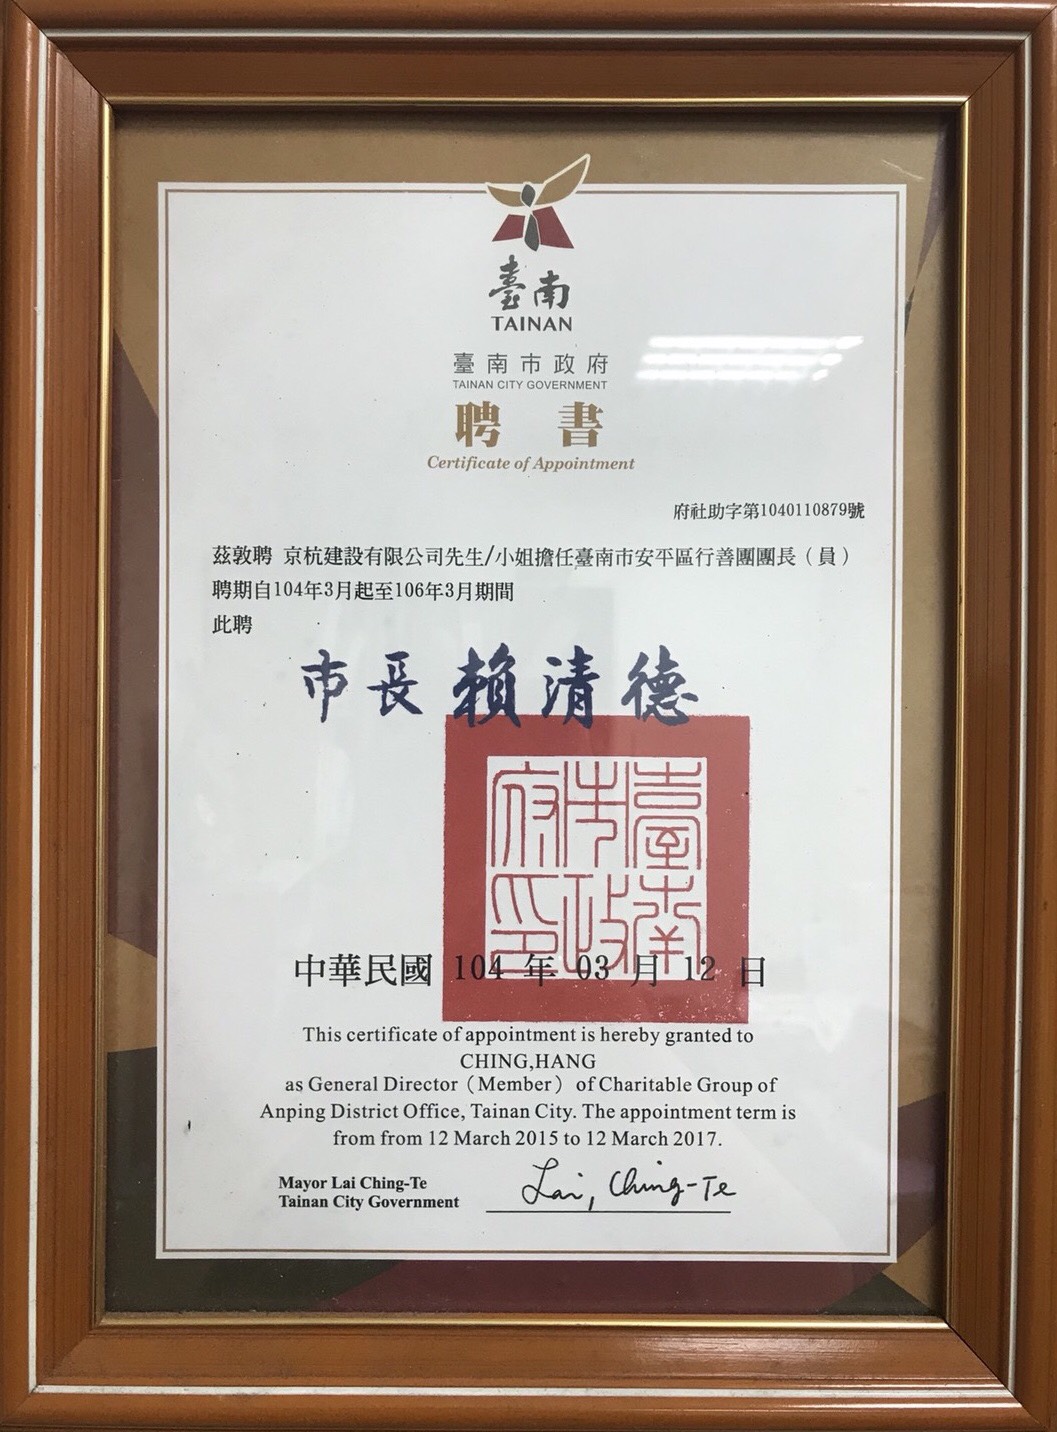 臺南
TAINAN
臺南市政府
TAINAN CITY GOVERNMENT
聘書
Certificate of Appointment
府社助字第1040110879號
茲敦聘 京杭建設有限公司先生/小姐擔任臺南市安平區行善團團長（員）
聘期自104年3月起至106年3月期間
此聘
市長賴清德
臺南市政府印
中華民國 104 年 03 月 12 日
This certificate of appointment is hereby granted to
CHING,HANG
as General Director（Member）of Charitable Group of
Anping District Office, Tainan City. The appointment term is
from from 12 March 2015 to 12 March 2017.
Mayor Lai Ching-Te
Tainan City Government
Lai, Ching-Te